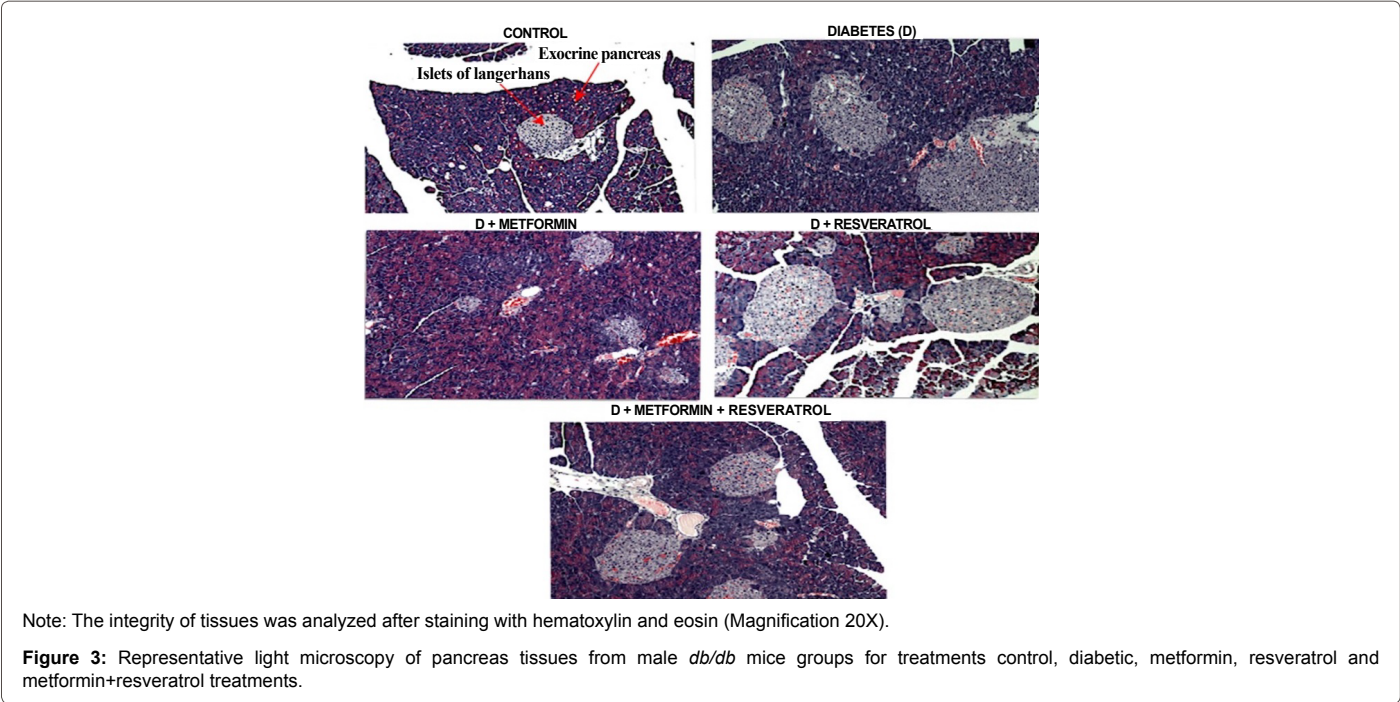 CONTROL
DIABETES (D)
Exocrine pancreas
Islets of langerhans
D + METFORMIN
D + RESVERATROL
D + METFORMIN + RESVERATROL
Note: The integrity of tissues was analyzed after staining with hematoxylin and eosin (Magnification 20X).
Figure 3: Representative light microscopy of pancreas tissues from male db/db mice groups for treatments control, diabetic, metformin, resveratrol and
metformin+resveratrol treatments.